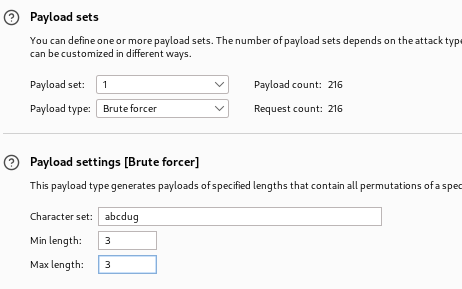 Payload sets
You can define one or more payload sets. The number of payload sets depends on the attack type
can be customized in different ways.
Payload set: 1 Payload count: 216
Payload type: Brute forcer Request count: 216
Payload settings [Brute forcer]
This payload type generates payloads of specified lengths that contain all permutations of a spec
Character set: abcdug
Min length: 3
Max length: 3